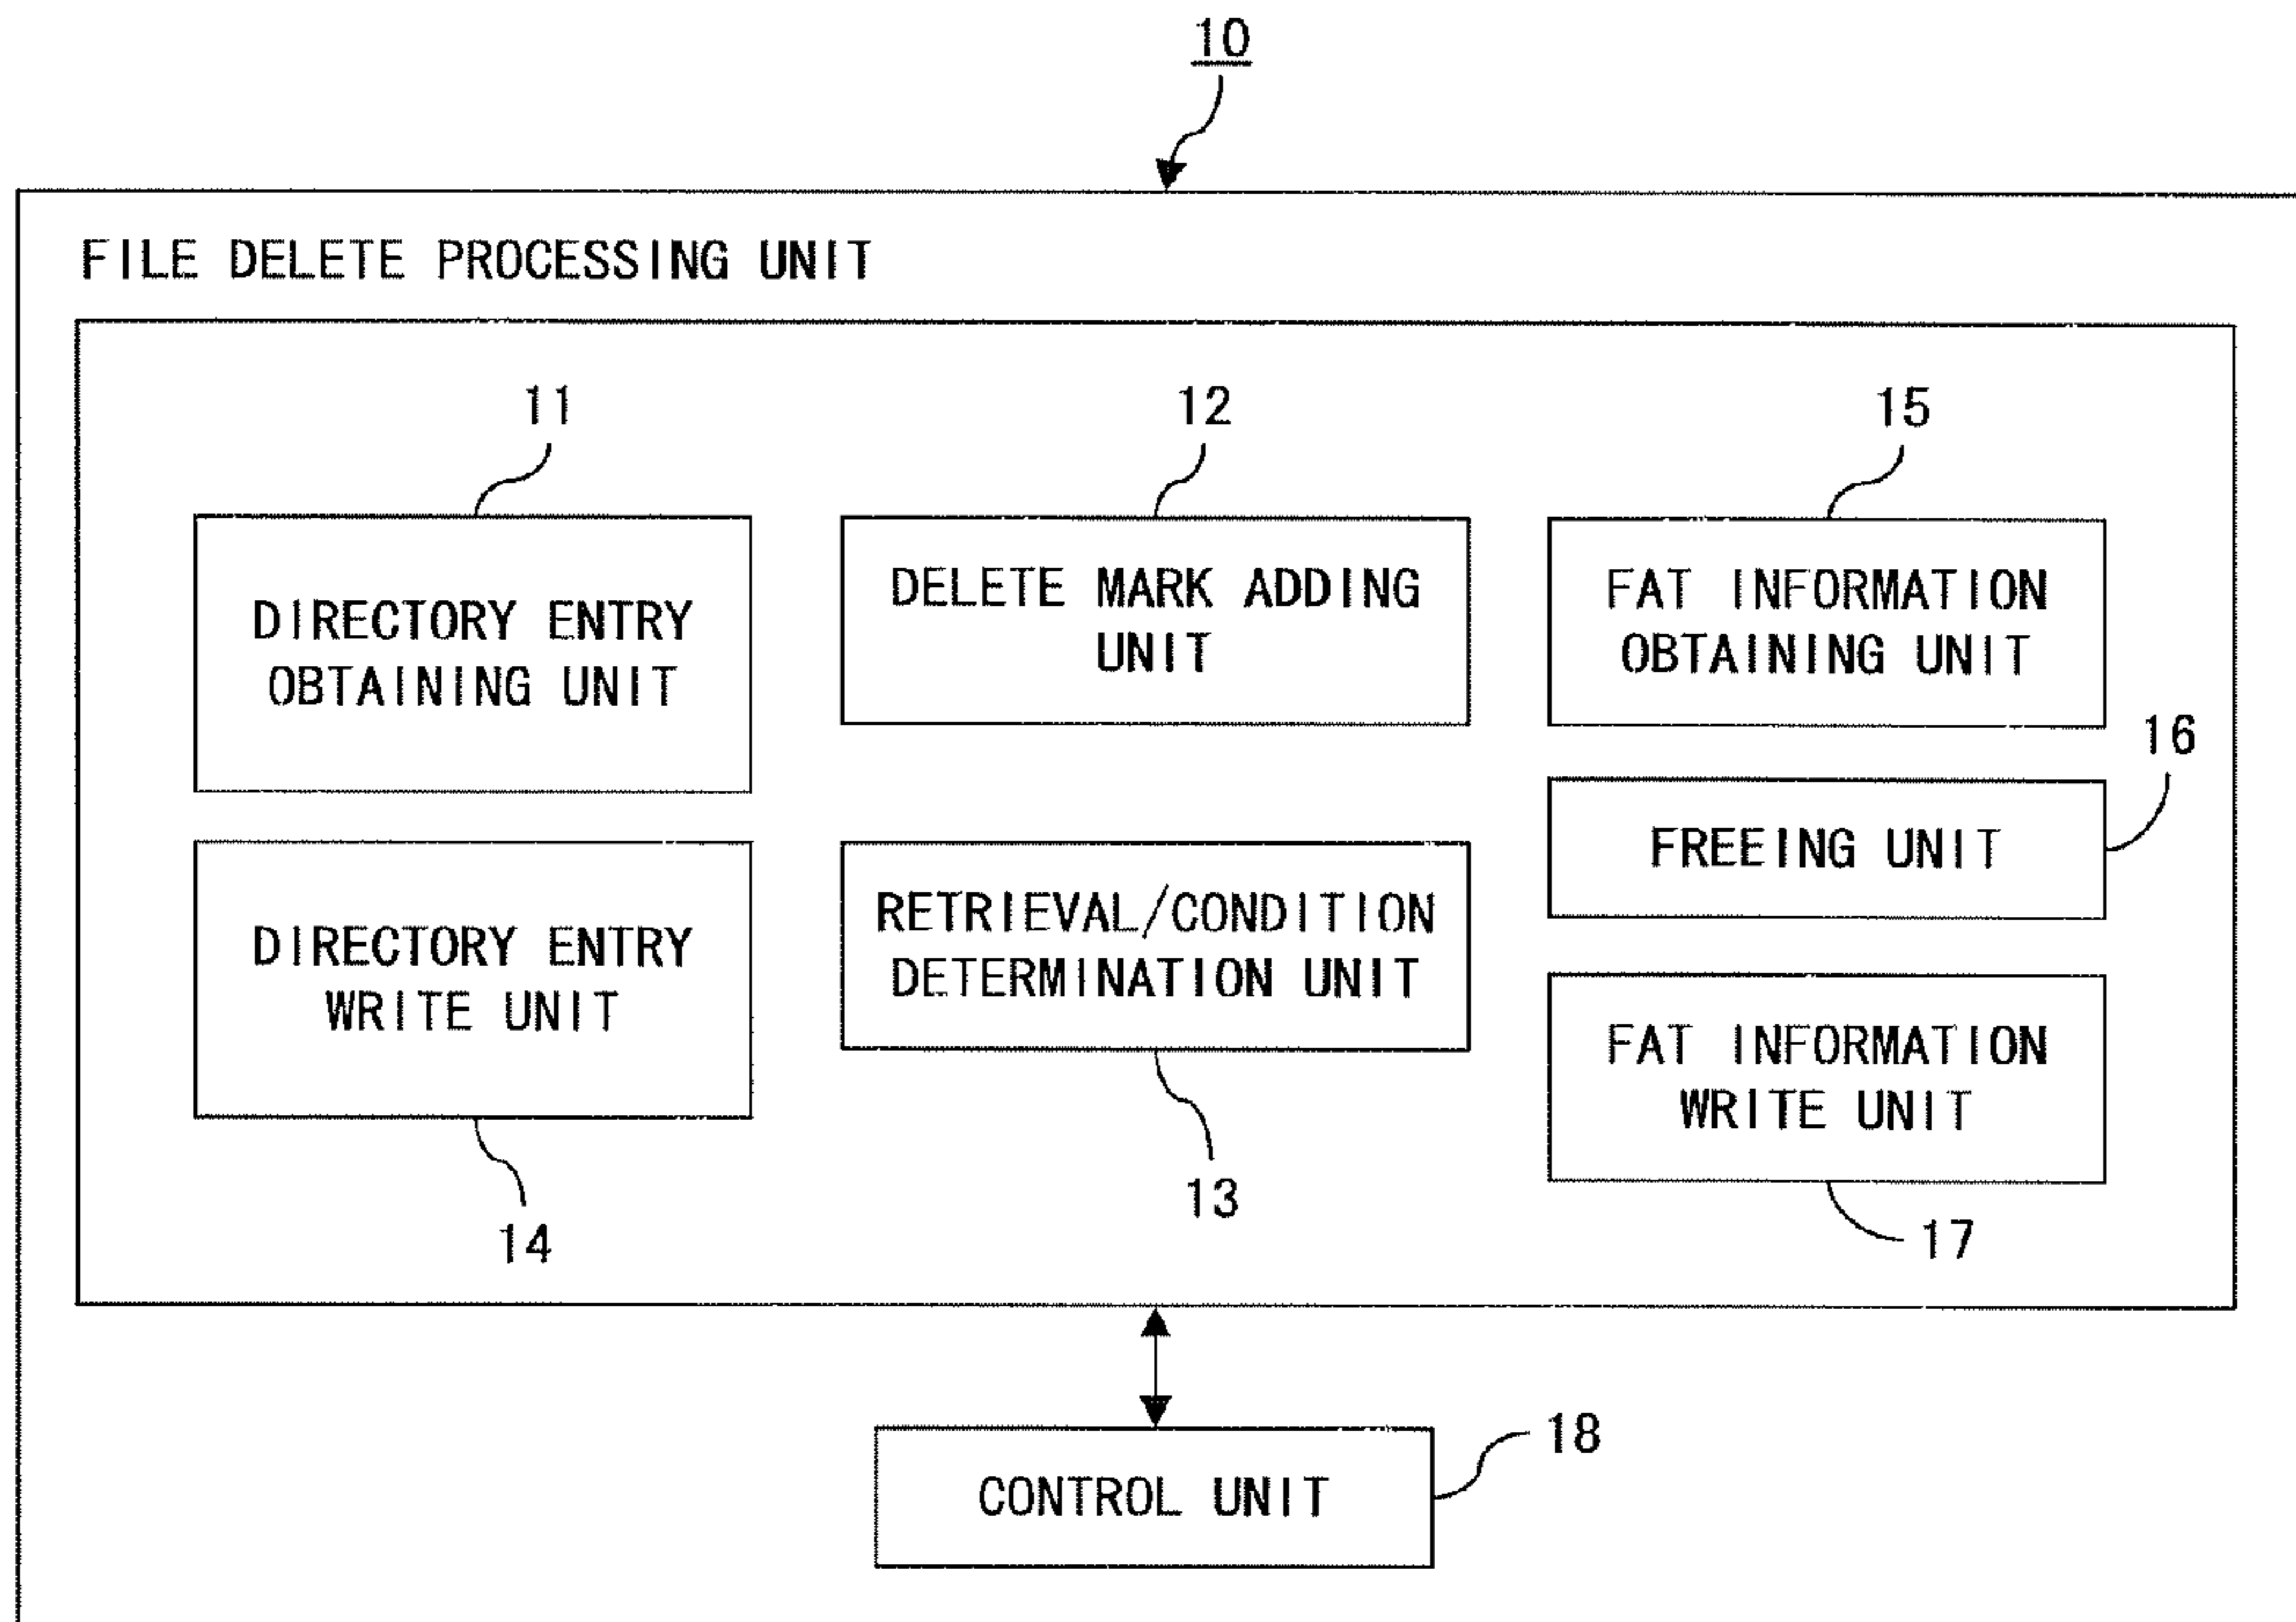 10
FILE DELETE PROCESSING UNIT
11
12
15
DIRECTORY ENTRY
OBTAINING UNIT
DELETE MARK ADDING
UNIT
FAT INFORMATION
OBTAINING UNIT
16
FREEING UNIT
DIRECTORY ENTRY
WRITE UNIT
RETRIEVAL/CONDITION
DETERMINATION UNIT
FAT INFORMATION
WRITE UNIT
14
13
17
18
CONTROL UNIT